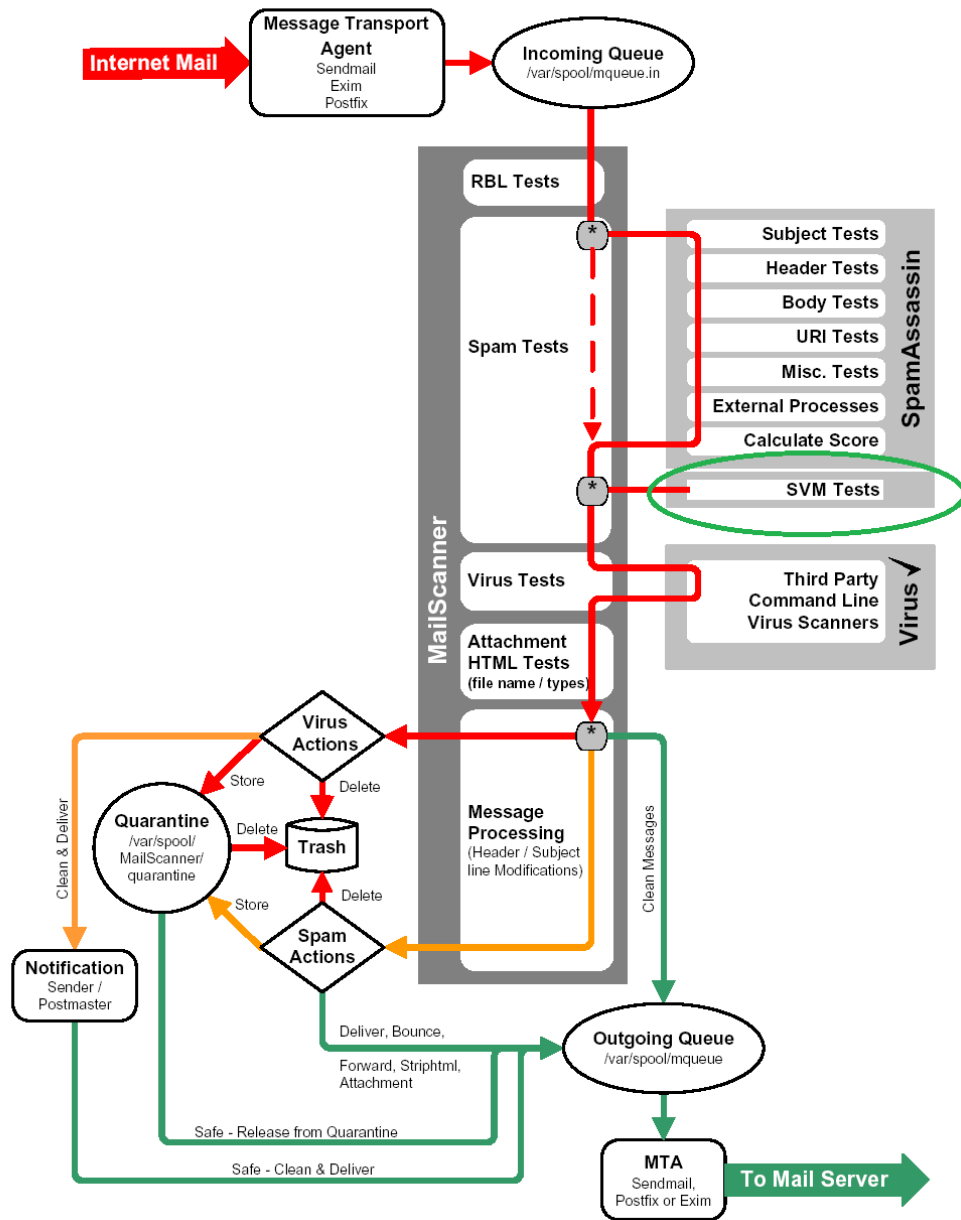 Internet Mail
Message Transport
Agent
Sendmail
Exim
Postfix
Incoming Queue
/var/spool/mqueue.in
MailScanner
RBL Tests
*
Spam Tests
*
SpamAssassin
Subject Tests
Header Tests
Body Tests
URI Tests
Misc. Tests
External Processes
Calculate Score
SVM Tests
Virus Tests
Third Party
Command Line
Virus Scanners
Virus
Attachment
HTML Tests
(file name / types)
*
Message
Processing
(Header / Subject
line Modifications)
Virus
Actions
Store
Delete
Clean & Deliver
Quarantine
/var/spool/
MailScanner/
quarantine
Delete
Trash
Store
Delete
Spam
Actions
Clean Messages
Notification
Sender /
Postmaster
Deliver, Bounce,
Forward, Striphtml,
Attachment
Outgoing Queue
/var/spool/mqueue
Safe - Release from Quarantine
Safe - Clean & Deliver
MTA
Sendmail,
Postfix or Exim
To Mail Server